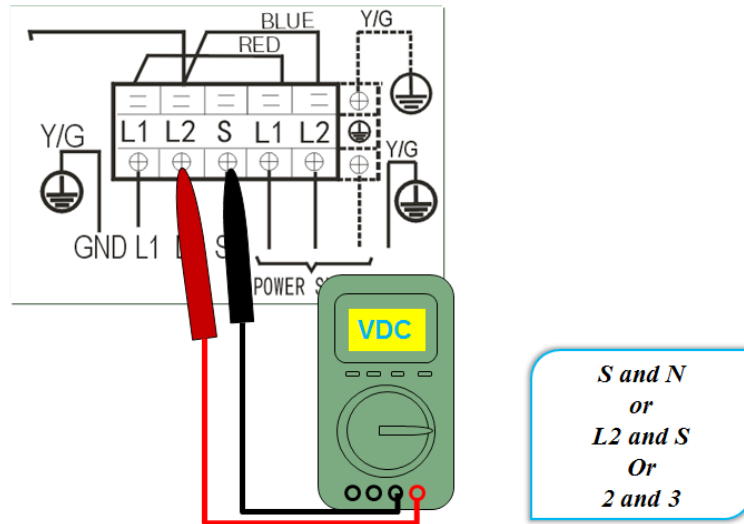 BLUE
Y/G
RED
L1 L2 S L1 L2
Y/G
Y/G
GND L1
POWER S
VDC
S and N
or
L2 and S
Or
2 and 3